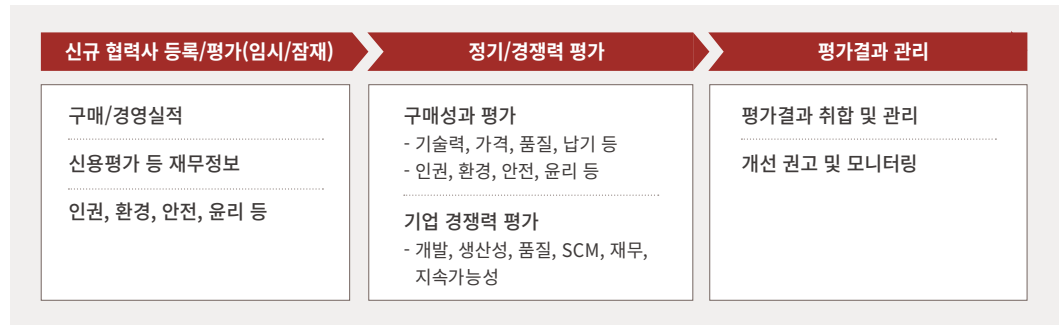 신규 협력사 등록/평가(임시/잠재)
구매/경영실적
신용평가 등 재무정보
인권, 환경, 안전, 윤리 등
정기/경쟁력 평가
구매성과 평가
- 기술력, 가격, 품질, 납기 등
- 인권, 환경, 안전, 윤리 등
기업 경쟁력 평가
- 개발, 생산성, 품질, SCM, 재무,
지속가능성
평가결과 관리
평가결과 취합 및 관리
개선 권고 및 모니터링